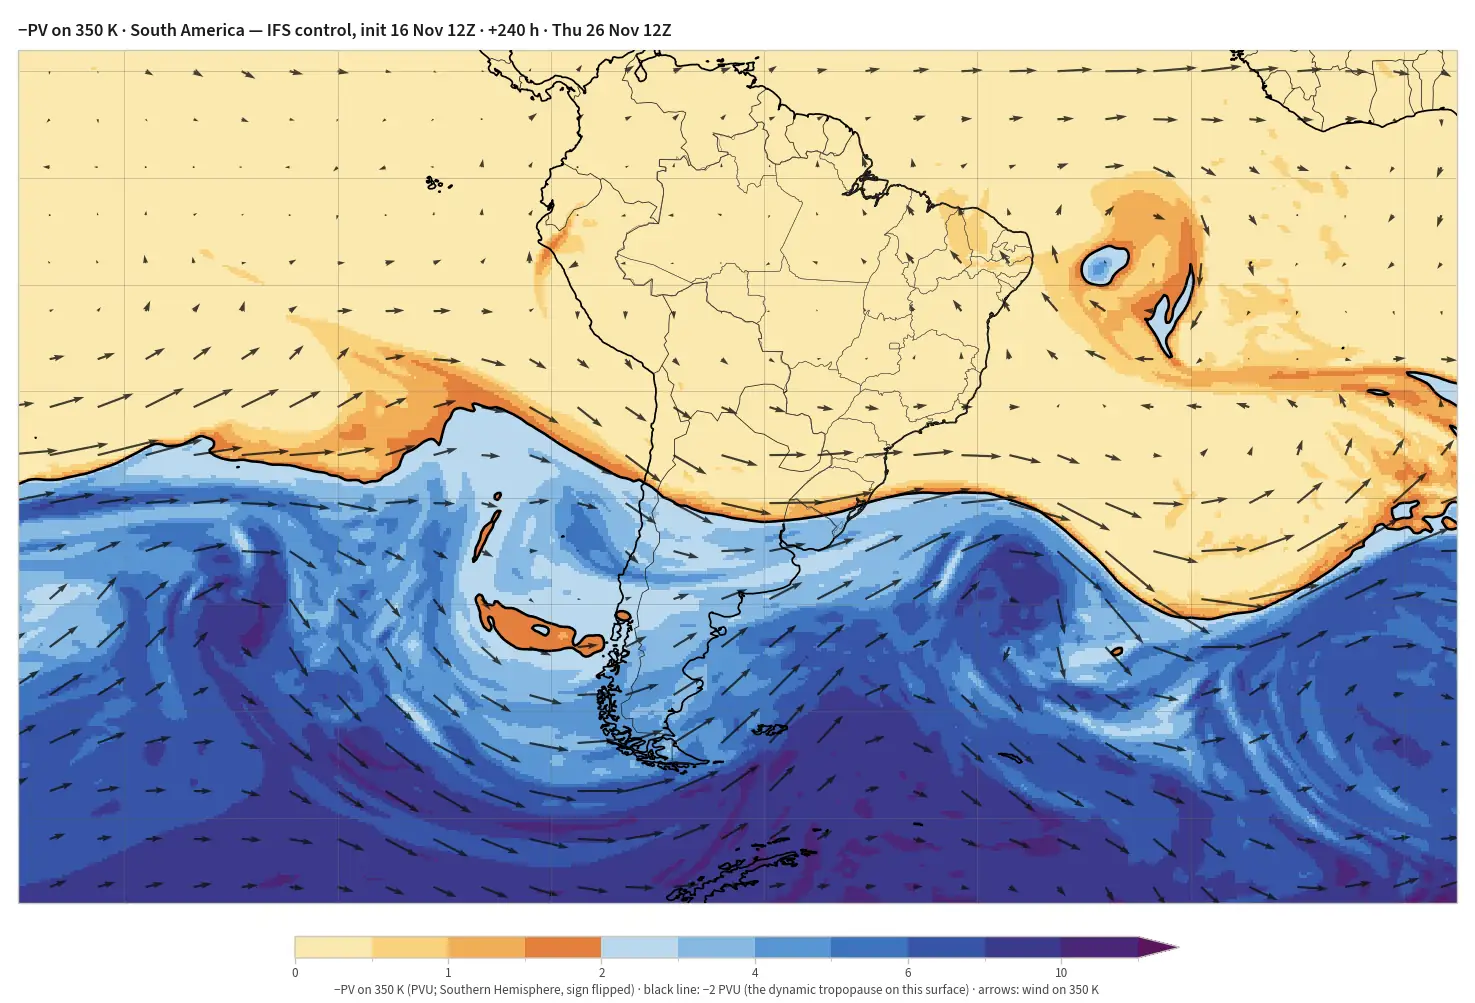 −PV on 350 K · South America — IFS control, init 16 Nov 12Z · +240 h · Thu 26 Nov 12Z
0 1 2 4 6 10
−PV on 350 K (PVU; Southern Hemisphere, sign flipped) · black line: −2 PVU (the dynamic tropopause on this surface) · arrows: wind on 350 K